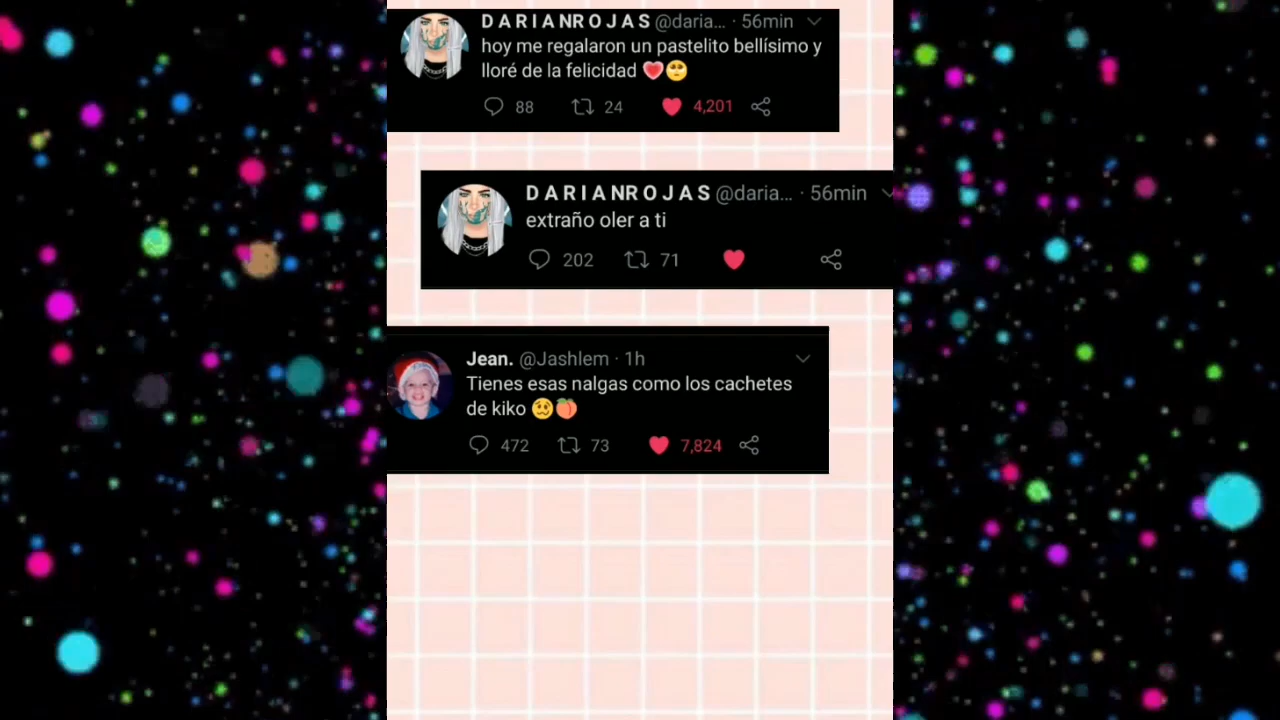 DARIANROJAS @daria... · 56min
hoy me regalaron un pastelito bellísimo y
lloré de la felicidad 💗🥺
88 24 4,201
DARIANROJAS @daria... · 56min
extraño oler a ti
202 71
Jean. @Jashlem · 1h
Tienes esas nalgas como los cachetes
de kiko 🥴🍑
472 73 7,824